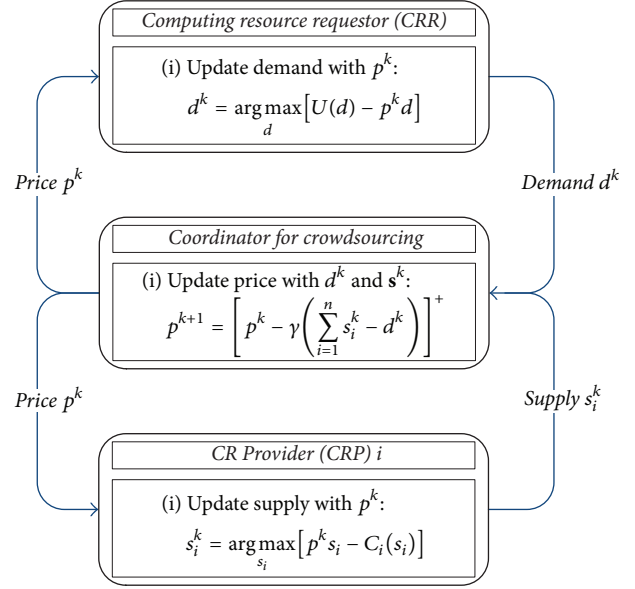 Computing resource requestor (CRR)
(i) Update demand with p^k:
d^k = arg max_d [U(d) − p^k d]
Price p^k
Demand d^k
Coordinator for crowdsourcing
(i) Update price with d^k and s^k:
p^{k+1} = [p^k − γ(∑_{i=1}^{n} s_i^k − d^k)]^+
Price p^k
Supply s_i^k
CR Provider (CRP) i
(i) Update supply with p^k:
s_i^k = arg max_{s_i} [p^k s_i − C_i(s_i)]